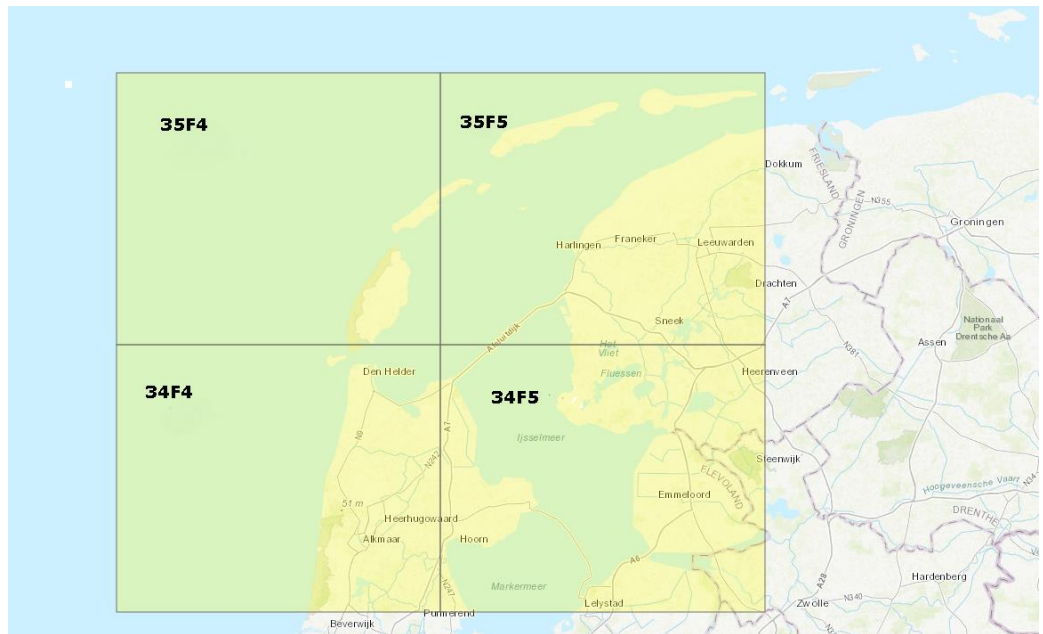 35F4
35F5
Dokkum
FRIESLAND
GRONINGEN
N355
Groningen
Harlingen
Franeker
Leeuwarden
Drachten
A7
Nationaal
Park
Drentsche Aa
Sneek
Afsluitdijk
Het
Vliet
N381
Assen
Den Helder
Fluessen
Heerenveen
34F4
34F5
A7
N9
Ijsselmeer
N242
Steenwijk
FLEVOLAND
Hoogeveensche Vaart
N34
51 m
Emmeloord
DRENTHE
Heerhugowaard
Alkmaar
Hoorn
A6
A28
Hardenberg
Markermeer
N247
Lelystad
Zwolle
N340
Purmerend
Beverwijk